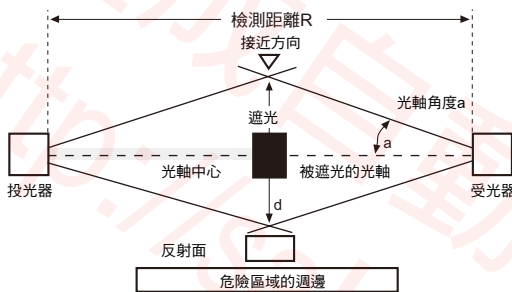 檢測距離R
接近方向
光軸角度a
遮光
a
光軸中心
被遮光的光軸
投光器
受光器
d
反射面
危險區域的週邊